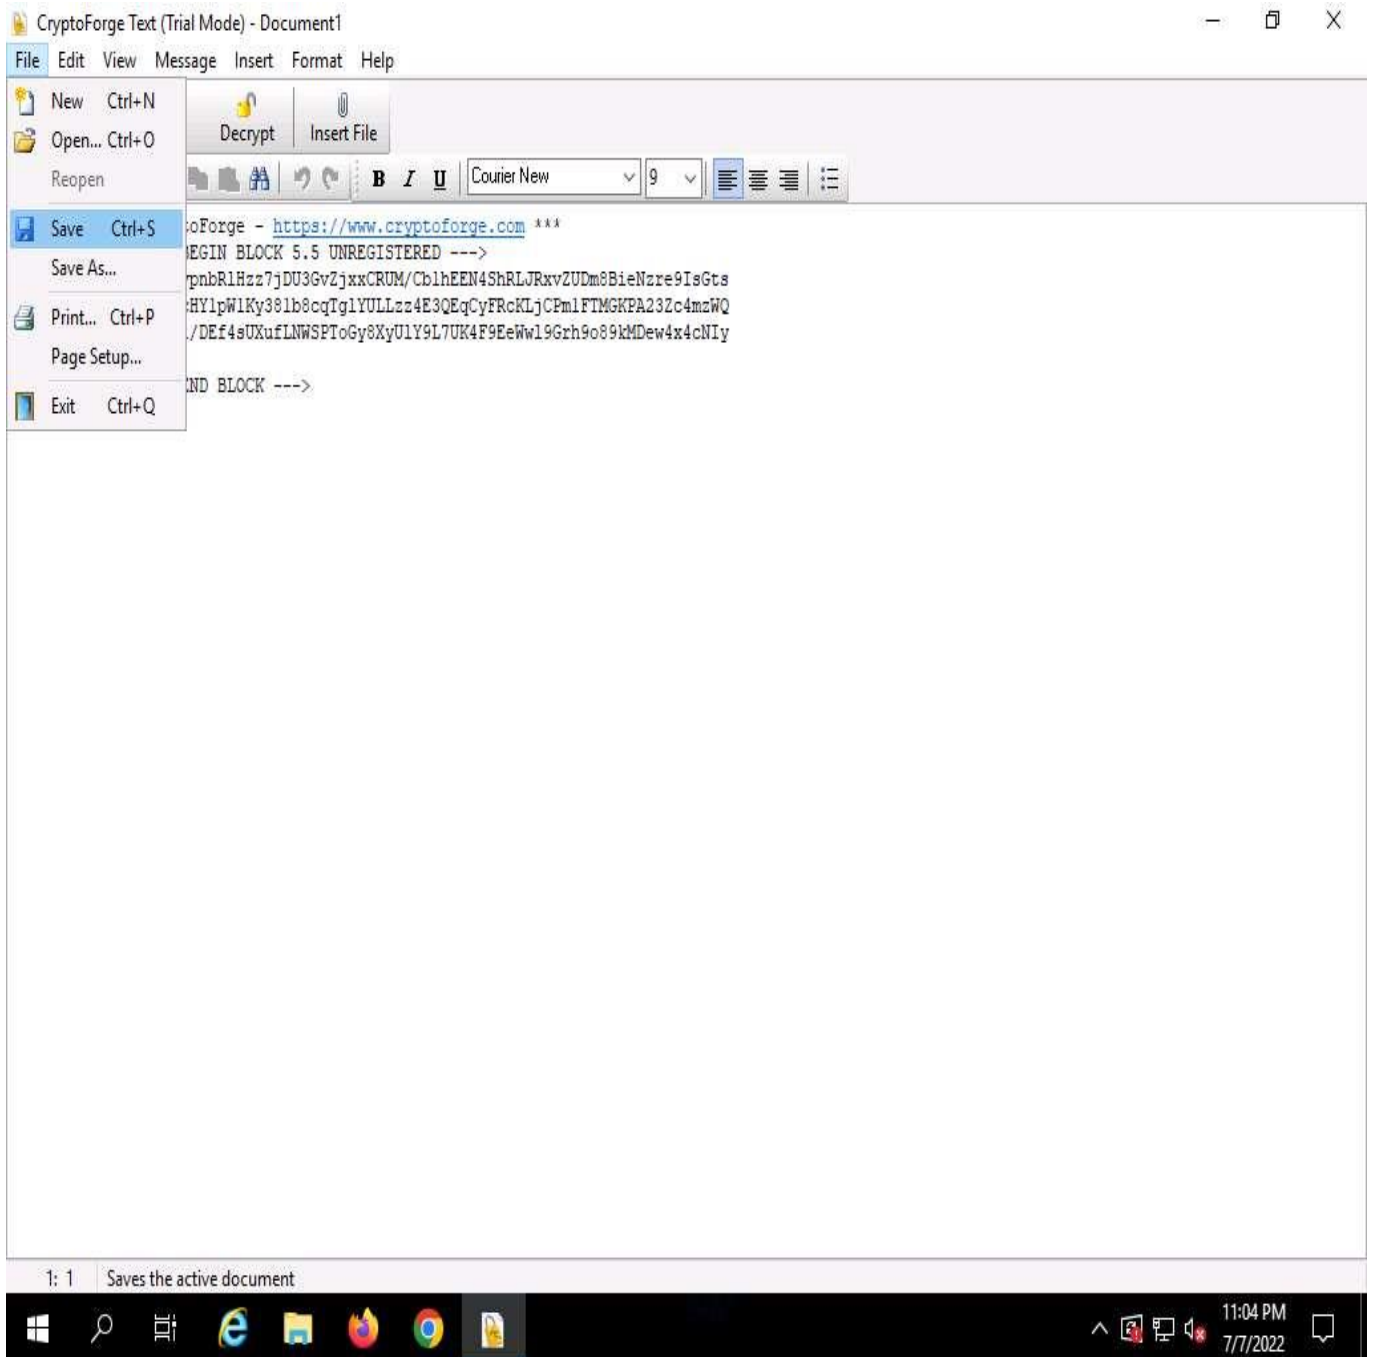 CryptoForge Text (Trial Mode) - Document1
File Edit View Message Insert Format Help
New Ctrl+N
Open... Ctrl+O
Reopen
Save Ctrl+S
Save As...
Print... Ctrl+P
Page Setup...
Exit Ctrl+Q
Decrypt Insert File
B I U Courier New 9
oForge - https://www.cryptoforge.com ***
BEGIN BLOCK 5.5 UNREGISTERED --->
ypnbRlHzz7jDU3GvZjxxCRUM/CblhEEN4ShRLJRxvZUDm8BieNzre9IsGts
HYlpWlKy38lb8cqTglYULLzz4E3QEqCyFRcKLjCPmlFTMGKPA23Zc4mzWQ
/DEf4sUXufLNWSPToGy8XyUlY9L7UK4F9EeWwl9Grh9o89kMDew4x4cNIy
END BLOCK --->
1: 1 Saves the active document
11:04 PM
7/7/2022